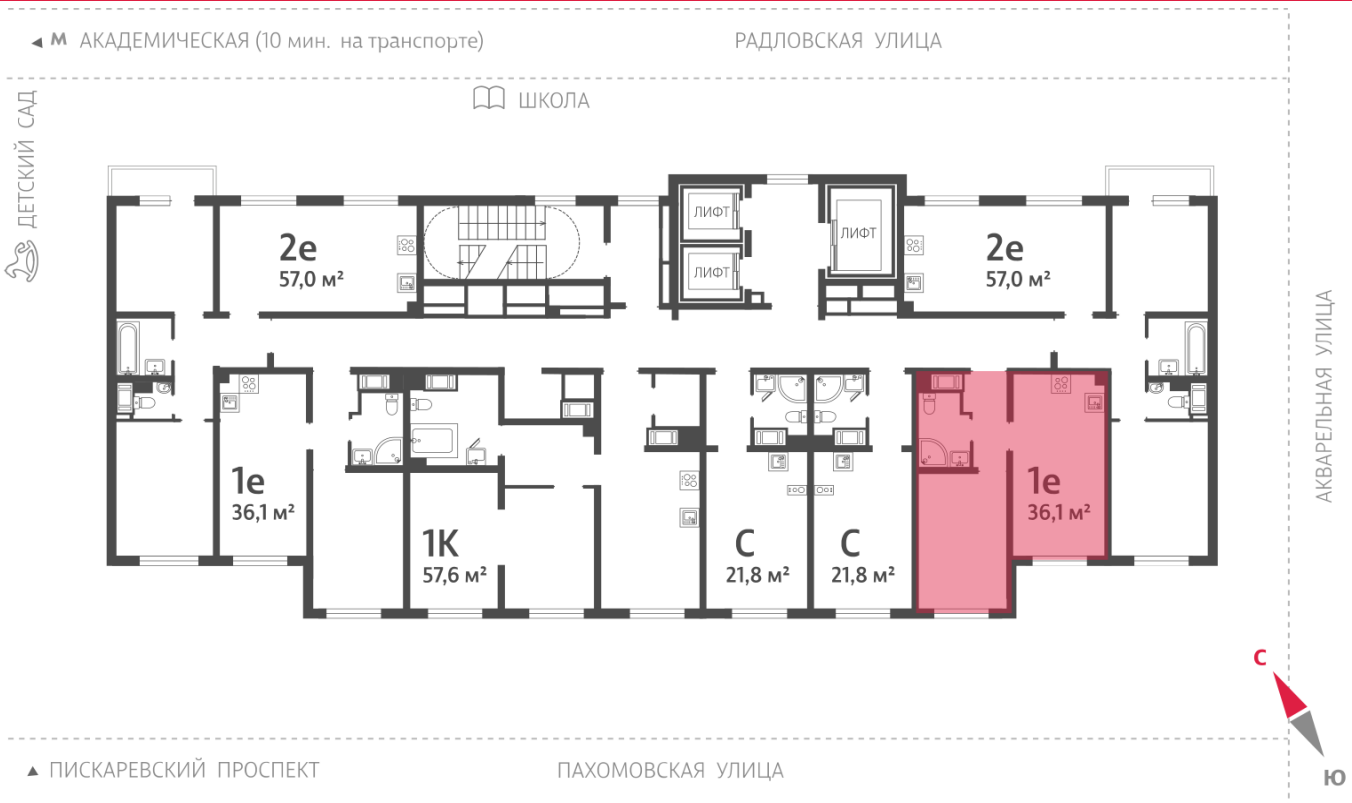 М АКАДЕМИЧЕСКАЯ (10 мин. на транспорте)
РАДЛОВСКАЯ УЛИЦА
ШКОЛА
ДЕТСКИЙ САД
ЛИФТ
ЛИФТ
ЛИФТ
2е
57,0 м²
2е
57,0 м²
АКВАРЕЛЬНАЯ УЛИЦА
1е
36,1 м²
1К
57,6 м²
С
21,8 м²
С
21,8 м²
1е
36,1 м²
С
Ю
ПИСКАРЕВСКИЙ ПРОСПЕКТ
ПАХОМОВСКАЯ УЛИЦА